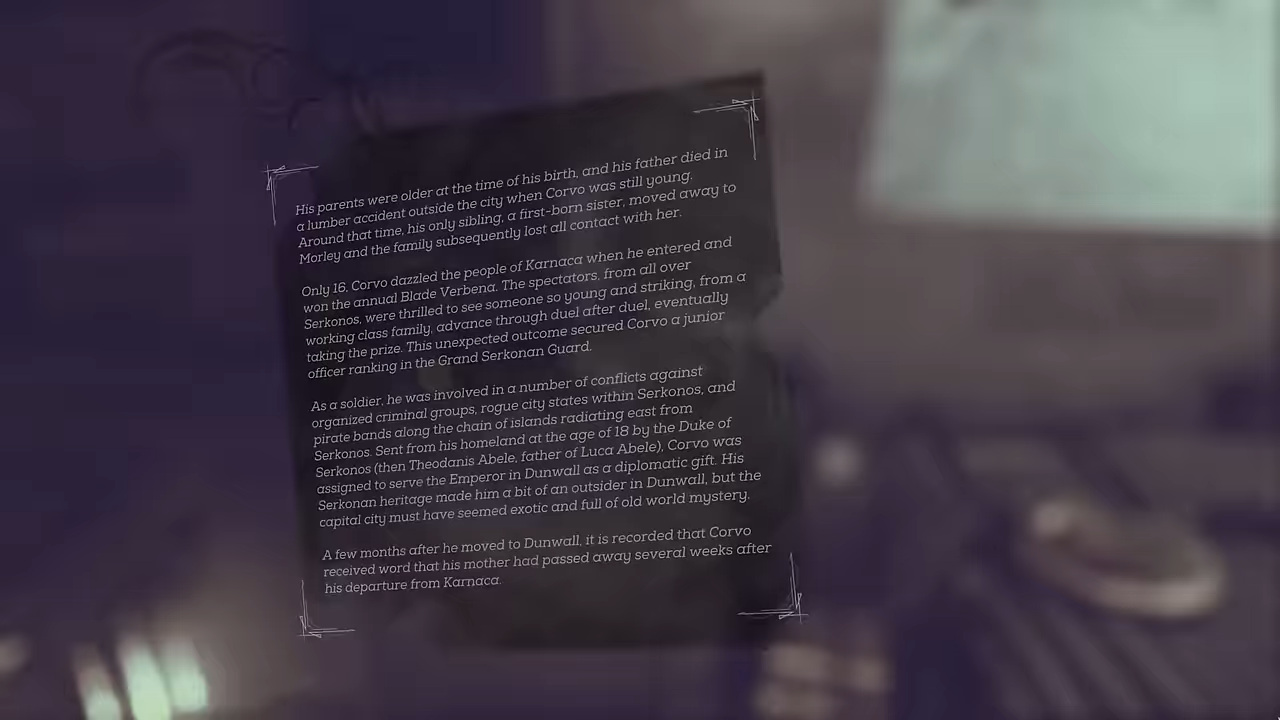 His parents were older at the time of his birth, and his father died in
a lumber accident outside the city when Corvo was still young.
Around that time, his only sibling, a first-born sister, moved away to
Morley and the family subsequently lost all contact with her.
Only 16, Corvo dazzled the people of Karnaca when he entered and
won the annual Blade Verbena. The spectators, from all over
Serkonos, were thrilled to see someone so young and striking, from a
working class family, advance through duel after duel, eventually
taking the prize. This unexpected outcome secured Corvo a junior
officer ranking in the Grand Serkonan Guard.
As a soldier, he was involved in a number of conflicts against
organized criminal groups, rogue city states within Serkonos, and
pirate bands along the chain of islands radiating east from
Serkonos. Sent from his homeland at the age of 18 by the Duke of
Serkonos (then Theodanis Abele, father of Luca Abele), Corvo was
assigned to serve the Emperor in Dunwall as a diplomatic gift. His
Serkonan heritage made him a bit of an outsider in Dunwall, but the
capital city must have seemed exotic and full of old world mystery.
A few months after he moved to Dunwall, it is recorded that Corvo
received word that his mother had passed away several weeks after
his departure from Karnaca.